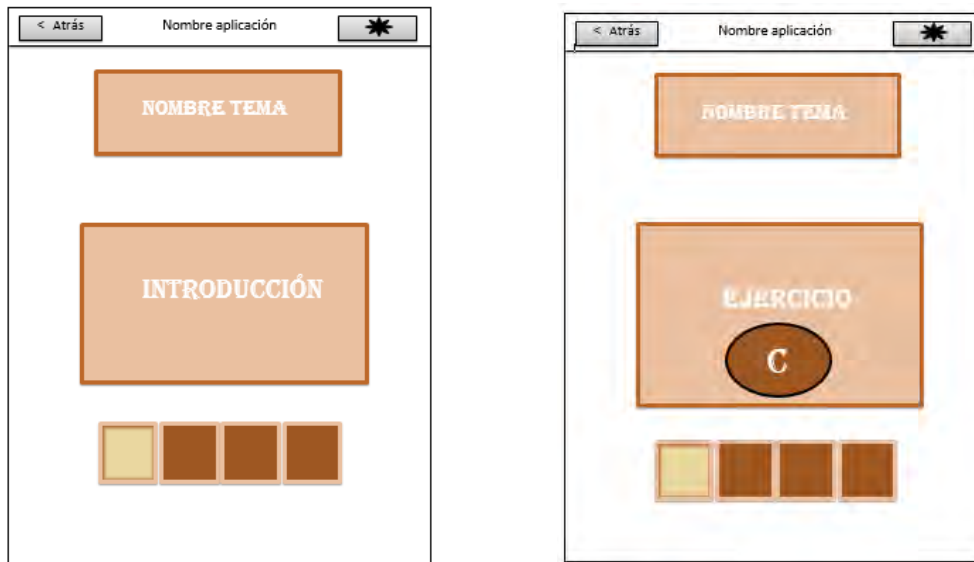 < Atrás
Nombre aplicación
NOMBRE TEMA
INTRODUCCIÓN
< Atrás
Nombre aplicación
NOMBRE TEMA
EJERCICIO
C